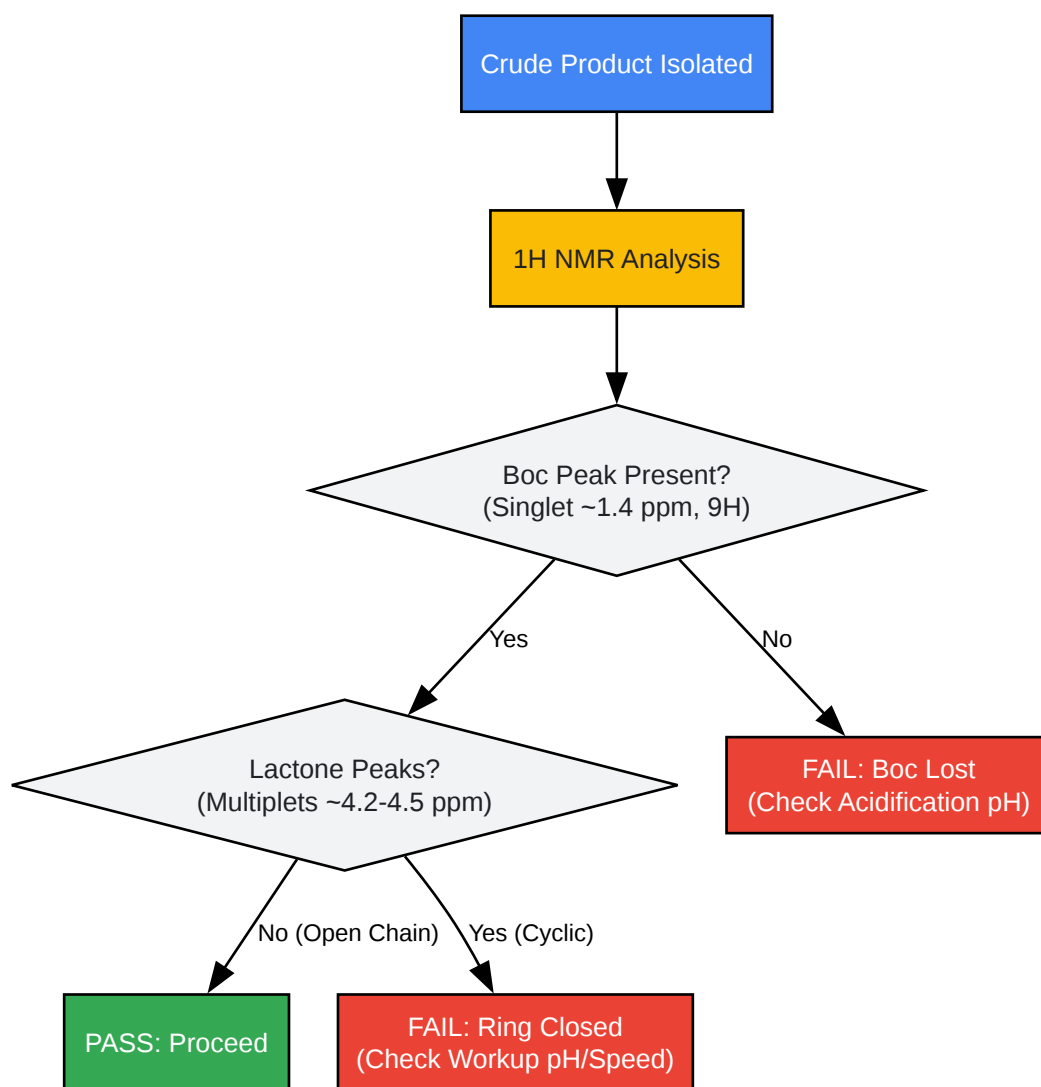 Crude Product Isolated
1H NMR Analysis
Boc Peak Present?
(Singlet ~1.4 ppm, 9H)
Yes
No
Lactone Peaks?
(Multiplets ~4.2-4.5 ppm)
FAIL: Boc Lost
(Check Acidification pH)
No (Open Chain)
Yes (Cyclic)
PASS: Proceed
FAIL: Ring Closed
(Check Workup pH/Speed)